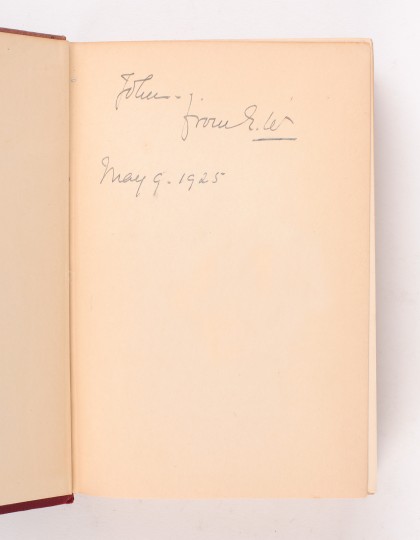 John -
from E. W
May 9. 1925